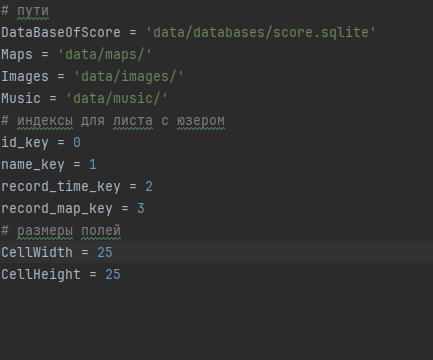 # пути
DataBaseOfScore = 'data/databases/score.sqlite'
Maps = 'data/maps/'
Images = 'data/images/'
Music = 'data/music/'
# индексы для листа с юзером
id_key = 0
name_key = 1
record_time_key = 2
record_map_key = 3
# размеры полей
CellWidth = 25
CellHeight = 25